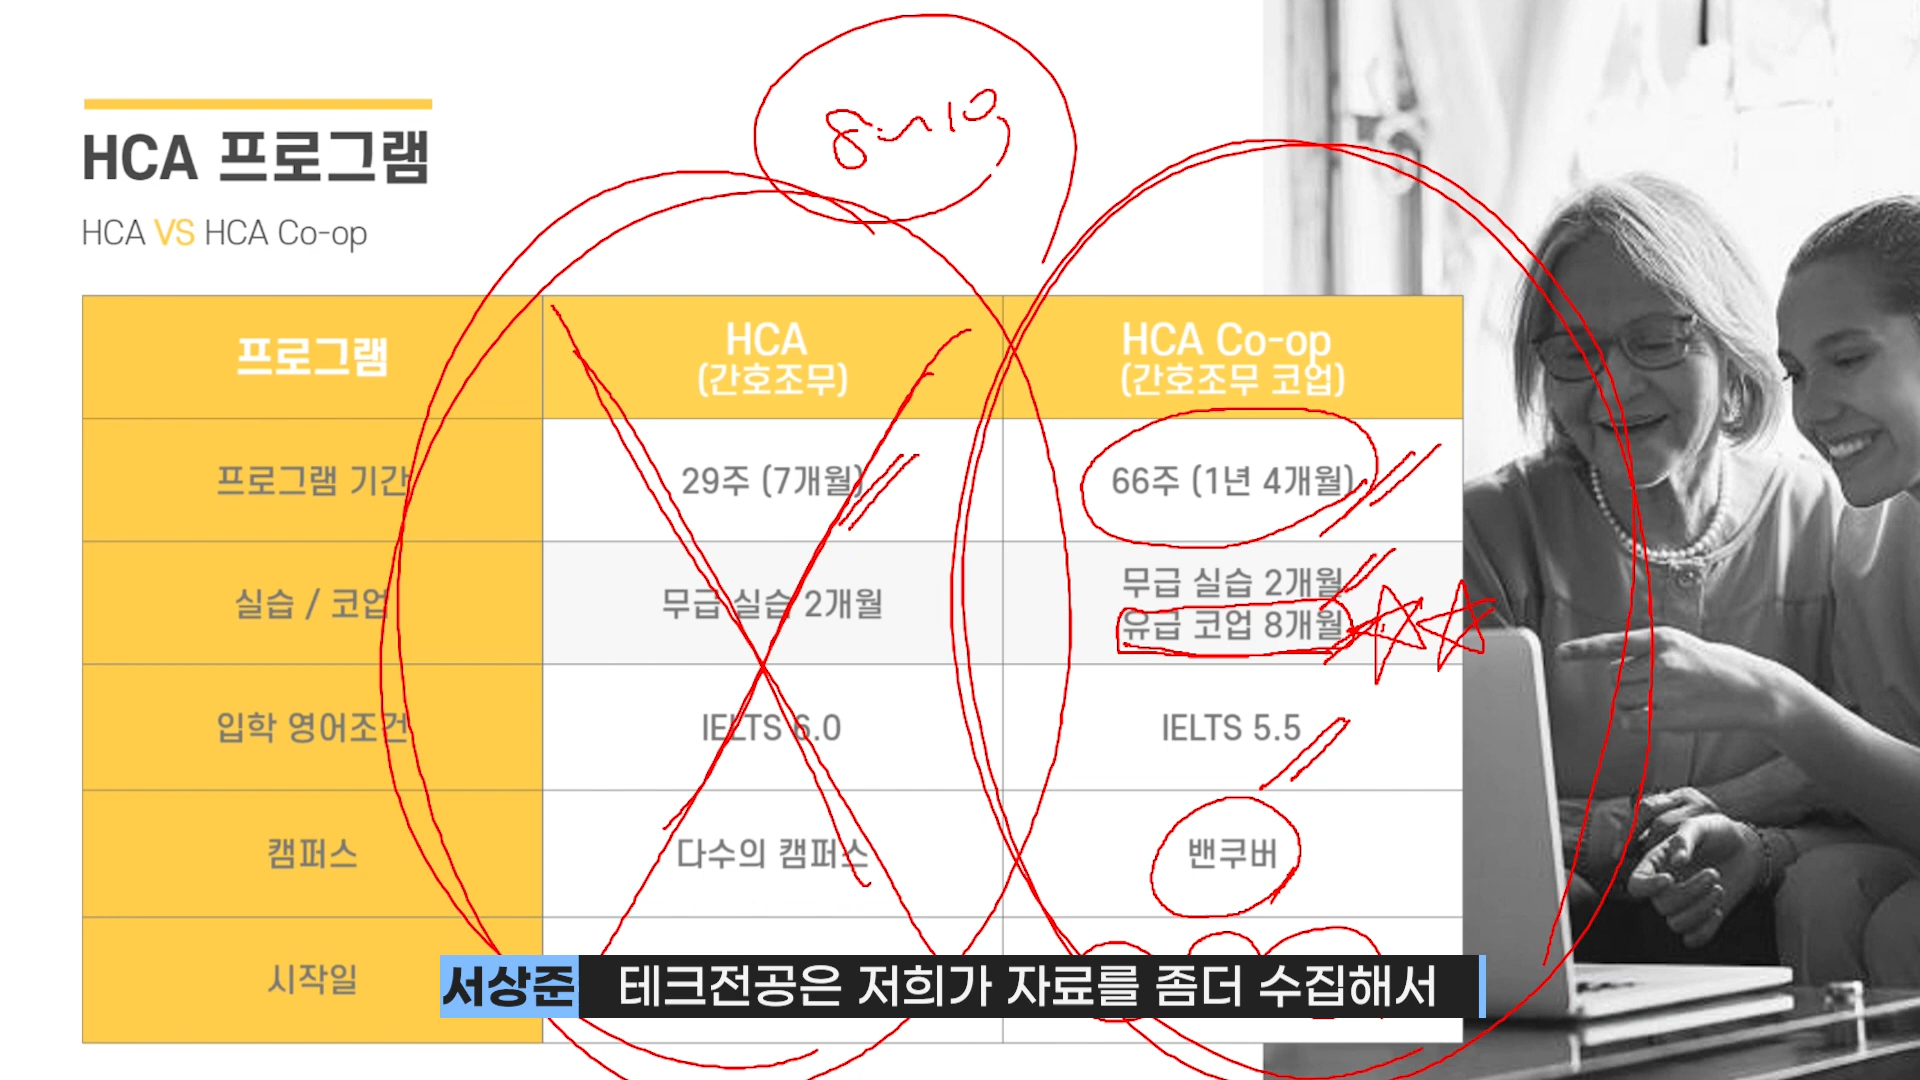 8~10
HCA 프로그램
HCA VS HCA Co-op
프로그램
HCA
(간호조무)
HCA Co-op
(간호조무 코업)
프로그램 기간
29주 (7개월)
66주 (1년 4개월)
실습 / 코업
무급 실습 2개월
무급 실습 2개월
유급 코업 8개월
입학 영어조건
IELTS 6.0
IELTS 5.5
캠퍼스
다수의 캠퍼스
밴쿠버
시작일
서상준 테크전공은 저희가 자료를 좀더 수집해서